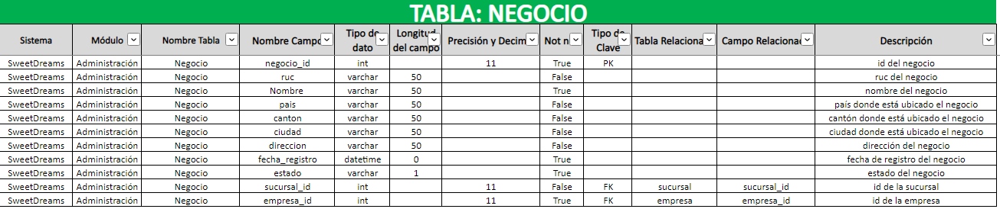 TABLA: NEGOCIO
Sistema Módulo Nombre Tabla Nombre Campo Tipo de dato Longitud del campo Precisión y Decim Not n Tipo de Clave Tabla Relaciona Campo Relaciona Descripción
SweetDreams Administración Negocio negocio_id int 11 True PK id del negocio
SweetDreams Administración Negocio ruc varchar 50 False ruc del negocio
SweetDreams Administración Negocio Nombre varchar 50 True nombre del negocio
SweetDreams Administración Negocio pais varchar 50 False país donde está ubicado el negocio
SweetDreams Administración Negocio canton varchar 50 False cantón donde está ubicado el negocio
SweetDreams Administración Negocio ciudad varchar 50 False ciudad donde está ubicado el negocio
SweetDreams Administración Negocio direccion varchar 50 False dirección del negocio
SweetDreams Administración Negocio fecha_registro datetime 0 True fecha de registro del negocio
SweetDreams Administración Negocio estado varchar 1 True estado del negocio
SweetDreams Administración Negocio sucursal_id int 11 False FK sucursal sucursal_id id de la sucursal
SweetDreams Administración Negocio empresa_id int 11 True FK empresa empresa_id id de la empresa